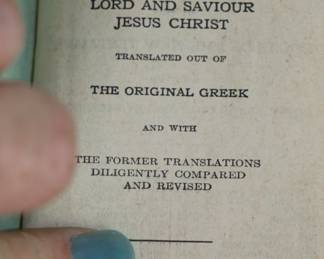 LORD AND SAVIOUR
JESUS CHRIST
TRANSLATED OUT OF
THE ORIGINAL GREEK
AND WITH
THE FORMER TRANSLATIONS
DILIGENTLY COMPARED
AND REVISED